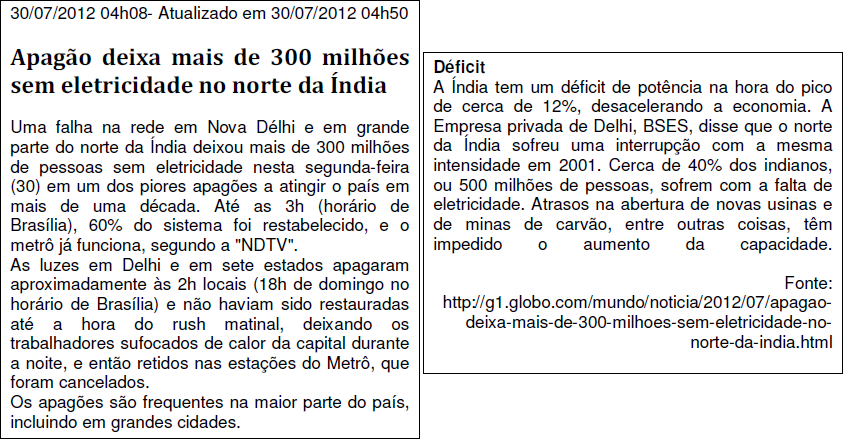 30/07/2012 04h08- Atualizado em 30/07/2012 04h50
Apagão deixa mais de 300 milhões
sem eletricidade no norte da Índia
Uma falha na rede em Nova Délhi e em grande
parte do norte da Índia deixou mais de 300 milhões
de pessoas sem eletricidade nesta segunda-feira
(30) em um dos piores apagões a atingir o país em
mais de uma década. Até as 3h (horário de
Brasília), 60% do sistema foi restabelecido, e o
metrô já funciona, segundo a "NDTV".
As luzes em Delhi e em sete estados apagaram
aproximadamente às 2h locais (18h de domingo no
horário de Brasília) e não haviam sido restauradas
até a hora do rush matinal, deixando os
trabalhadores sufocados de calor da capital durante
a noite, e então retidos nas estações do Metrô, que
foram cancelados.
Os apagões são frequentes na maior parte do país,
incluindo em grandes cidades.
Déficit
A Índia tem um déficit de potência na hora do pico
de cerca de 12%, desacelerando a economia. A
Empresa privada de Delhi, BSES, disse que o norte
da Índia sofreu uma interrupção com a mesma
intensidade em 2001. Cerca de 40% dos indianos,
ou 500 milhões de pessoas, sofrem com a falta de
eletricidade. Atrasos na abertura de novas usinas e
de minas de carvão, entre outras coisas, têm
impedido o aumento da capacidade.
Fonte:
http://g1.globo.com/mundo/noticia/2012/07/apagao-
deixa-mais-de-300-milhoes-sem-eletricidade-no-
norte-da-india.html